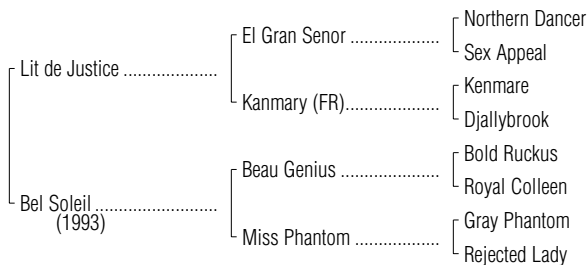 Northern Dancer
El Gran Senor ....................
Sex Appeal
Lit de Justice ....................
Kenmare
Kanmary (FR)....................
Djallybrook
Bold Ruckus
Beau Genius ....................
Royal Colleen
Bel Soleil ..........................
(1993)
Gray Phantom
Miss Phantom ...................
Rejected Lady